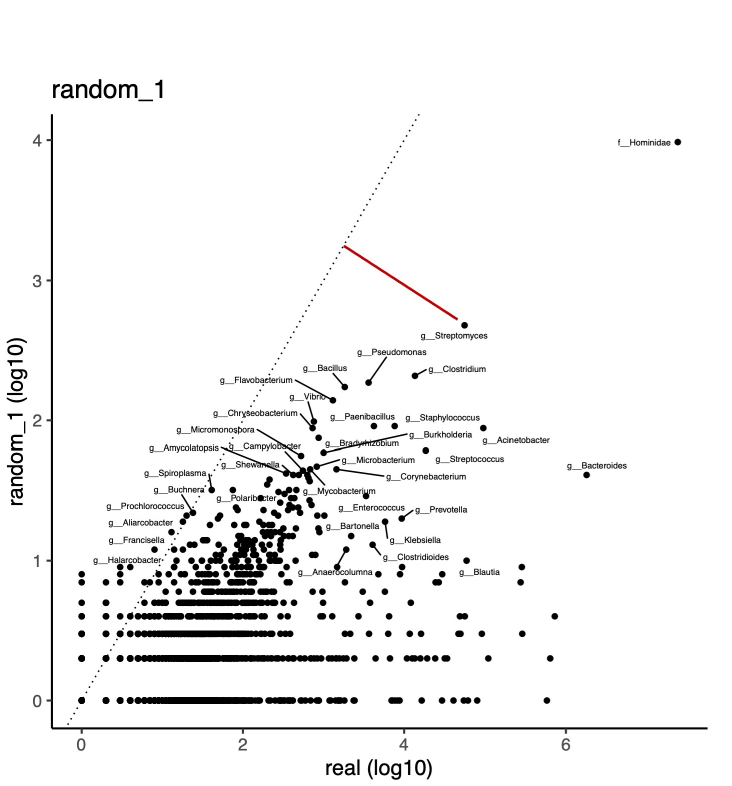 random_1
4
f__Hominidae
3
g__Streptomyces
g__Pseudomonas
g__Bacillus
g__Clostridium
g__Flavobacterium
g__Vibrio
g__Chryseobacterium
g__Paenibacillus
g__Staphylococcus
2
g__Micromonospora
g__Burkholderia
g__Acinetobacter
g__Amycolatopsis
g__Campylobacter
g__Bradyrhizobium
g__Shewanella
g__Microbacterium
g__Streptococcus
g__Bacteroides
g__Spiroplasma
g__Corynebacterium
g__Buchnera
g__Polaribacter
g__Mycobacterium
g__Prochlorococcus
g__Enterococcus
g__Prevotella
g__Aliarcobacter
g__Bartonella
g__Francisella
g__Klebsiella
g__Halarcobacter
g__Clostridioides
1
g__Anaerocolumna
g__Blautia
0
0
2
4
6
real (log10)
random_1 (log10)